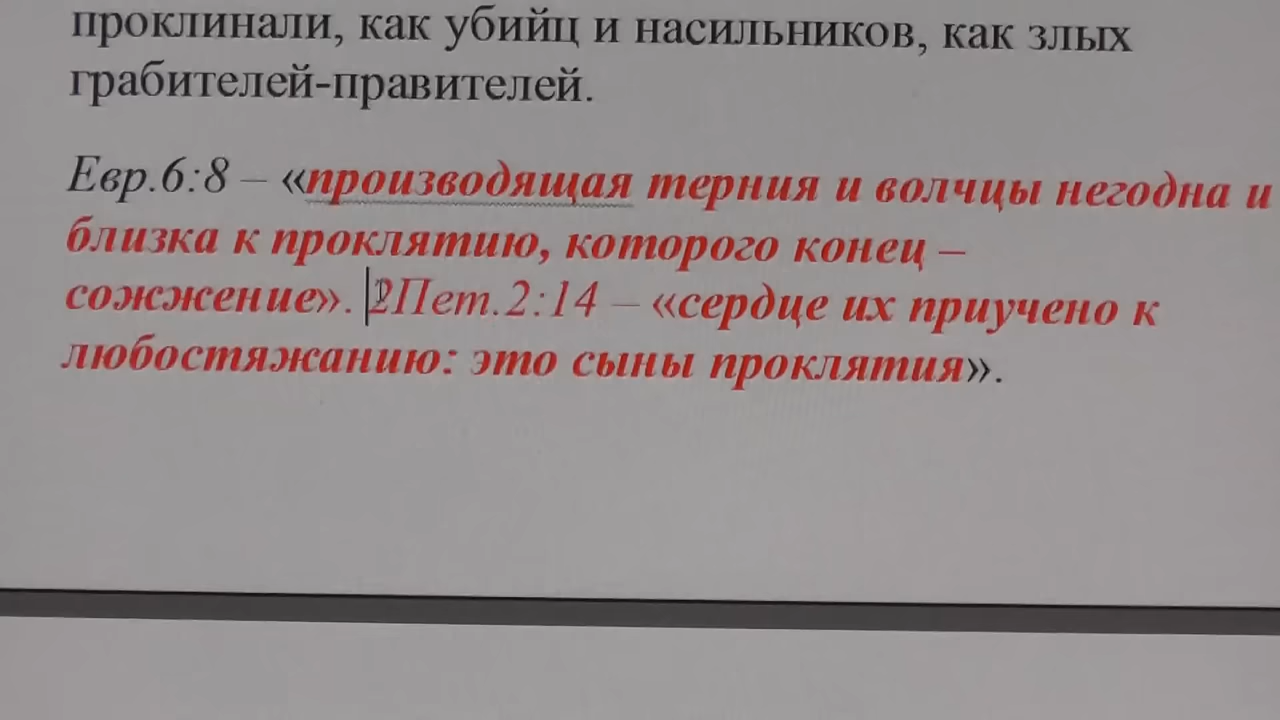 проклинали, как убийц и насильников, как злых
грабителей-правителей.
Евр.6:8 – «производящая терния и волчцы негодна и
близка к проклятию, которого конец –
сожжение». 2Пет.2:14 – «сердце их приучено к
любостяжанию: это сыны проклятия».